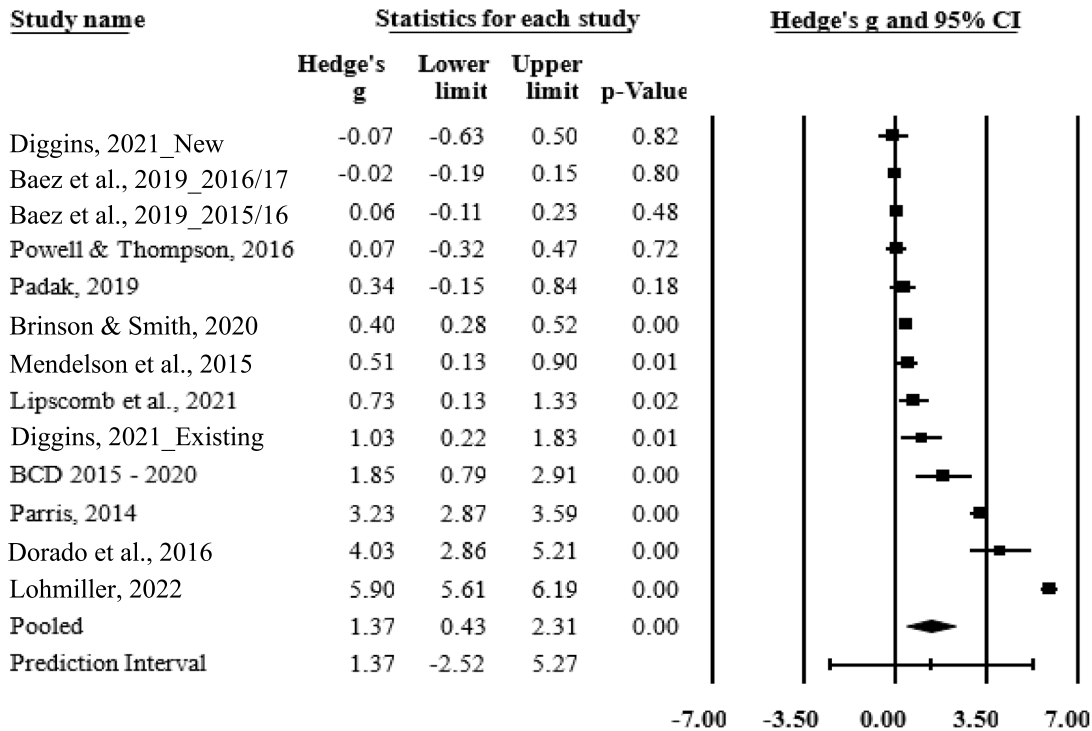 Study name Statistics for each study Hedge's g and 95% CI
Hedge's Lower Upper
g limit limit p-Value
Diggins, 2021_New -0.07 -0.63 0.50 0.82
Baez et al., 2019_2016/17 -0.02 -0.19 0.15 0.80
Baez et al., 2019_2015/16 0.06 -0.11 0.23 0.48
Powell & Thompson, 2016 0.07 -0.32 0.47 0.72
Padak, 2019 0.34 -0.15 0.84 0.18
Brinson & Smith, 2020 0.40 0.28 0.52 0.00
Mendelson et al., 2015 0.51 0.13 0.90 0.01
Lipscomb et al., 2021 0.73 0.13 1.33 0.02
Diggins, 2021_Existing 1.03 0.22 1.83 0.01
BCD 2015 - 2020 1.85 0.79 2.91 0.00
Parris, 2014 3.23 2.87 3.59 0.00
Dorado et al., 2016 4.03 2.86 5.21 0.00
Lohmiller, 2022 5.90 5.61 6.19 0.00
Pooled 1.37 0.43 2.31 0.00
Prediction Interval 1.37 -2.52 5.27
-7.00 -3.50 0.00 3.50 7.00